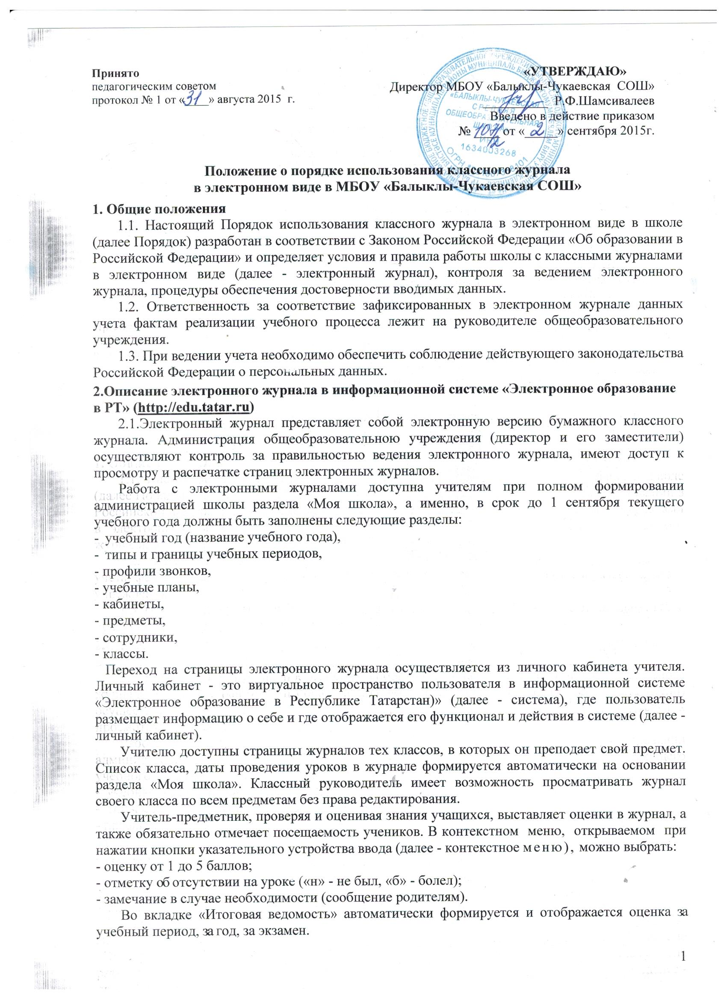 Принято
педагогическим советом
протокол № 1 от «31» августа 2015 г.
«УТВЕРЖДАЮ»
Директор МБОУ «Балыклы-Чукаевская СОШ»
Р.Ф.Шамсивалеев
Введено в действие приказом
№ от «2» сентября 2015г.
«БАЛЫКЛЫ-ЧУКАЕВСКАЯ
СРЕДНЯЯ
ОБЩЕОБРАЗОВАТЕЛЬНАЯ
ШКОЛА»
ИНН
1634003268
Положение о порядке использования классного журнала
в электронном виде в МБОУ «Балыклы-Чукаевская СОШ»
1. Общие положения
1.1. Настоящий Порядок использования классного журнала в электронном виде в школе
(далее Порядок) разработан в соответствии с Законом Российской Федерации «Об образовании в
Российской Федерации» и определяет условия и правила работы школы с классными журналами
в электронном виде (далее - электронный журнал), контроля за ведением электронного
журнала, процедуры обеспечения достоверности вводимых данных.
1.2. Ответственность за соответствие зафиксированных в электронном журнале данных
учета фактам реализации учебного процесса лежит на руководителе общеобразовательного
учреждения.
1.3. При ведении учета необходимо обеспечить соблюдение действующего законодательства
Российской Федерации о персональных данных.
2.Описание электронного журнала в информационной системе «Электронное образование
в РТ» (http://edu.tatar.ru)
2.1.Электронный журнал представляет собой электронную версию бумажного классного
журнала. Администрация общеобразовательною учреждения (директор и его заместители)
осуществляют контроль за правильностью ведения электронного журнала, имеют доступ к
просмотру и распечатке страниц электронных журналов.
Работа с электронными журналами доступна учителям при полном формировании
администрацией школы раздела «Моя школа», а именно, в срок до 1 сентября текущего
учебного года должны быть заполнены следующие разделы:
- учебный год (название учебного года),
- типы и границы учебных периодов,
- профили звонков,
- учебные планы,
- кабинеты,
- предметы,
- сотрудники,
- классы.
Переход на страницы электронного журнала осуществляется из личного кабинета учителя.
Личный кабинет - это виртуальное пространство пользователя в информационной системе
«Электронное образование в Республике Татарстан)» (далее - система), где пользователь
размещает информацию о себе и где отображается его функционал и действия в системе (далее -
личный кабинет).
Учителю доступны страницы журналов тех классов, в которых он преподает свой предмет.
Список класса, даты проведения уроков в журнале формируется автоматически на основании
раздела «Моя школа». Классный руководитель имеет возможность просматривать журнал
своего класса по всем предметам без права редактирования.
Учитель-предметник, проверяя и оценивая знания учащихся, выставляет оценки в журнал, а
также обязательно отмечает посещаемость учеников. В контекстном меню, открываемом при
нажатии кнопки указательного устройства ввода (далее - контекстное меню), можно выбрать:
- оценку от 1 до 5 баллов;
- отметку об отсутствии на уроке («н» - не был, «б» - болел);
- замечание в случае необходимости (сообщение родителям).
Во вкладке «Итоговая ведомость» автоматически формируется и отображается оценка за
учебный период, за год, за экзамен.
1